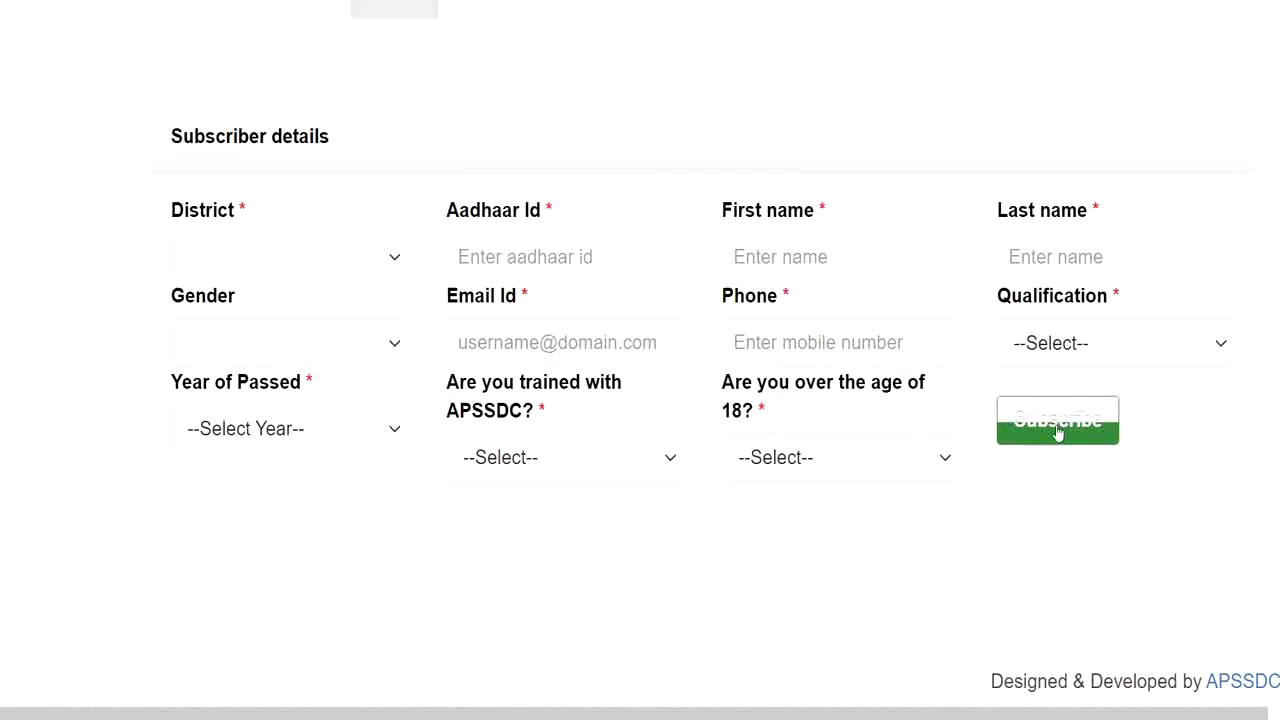 Subscriber details
District *
Aadhaar Id *
First name *
Last name *
Enter aadhaar id
Enter name
Enter name
Gender
Email Id *
Phone *
Qualification *
username@domain.com
Enter mobile number
--Select--
Year of Passed *
Are you trained with
APSSDC? *
Are you over the age of
18? *
--Select Year--
Subscribe
--Select--
--Select--
Designed & Developed by APSSDC